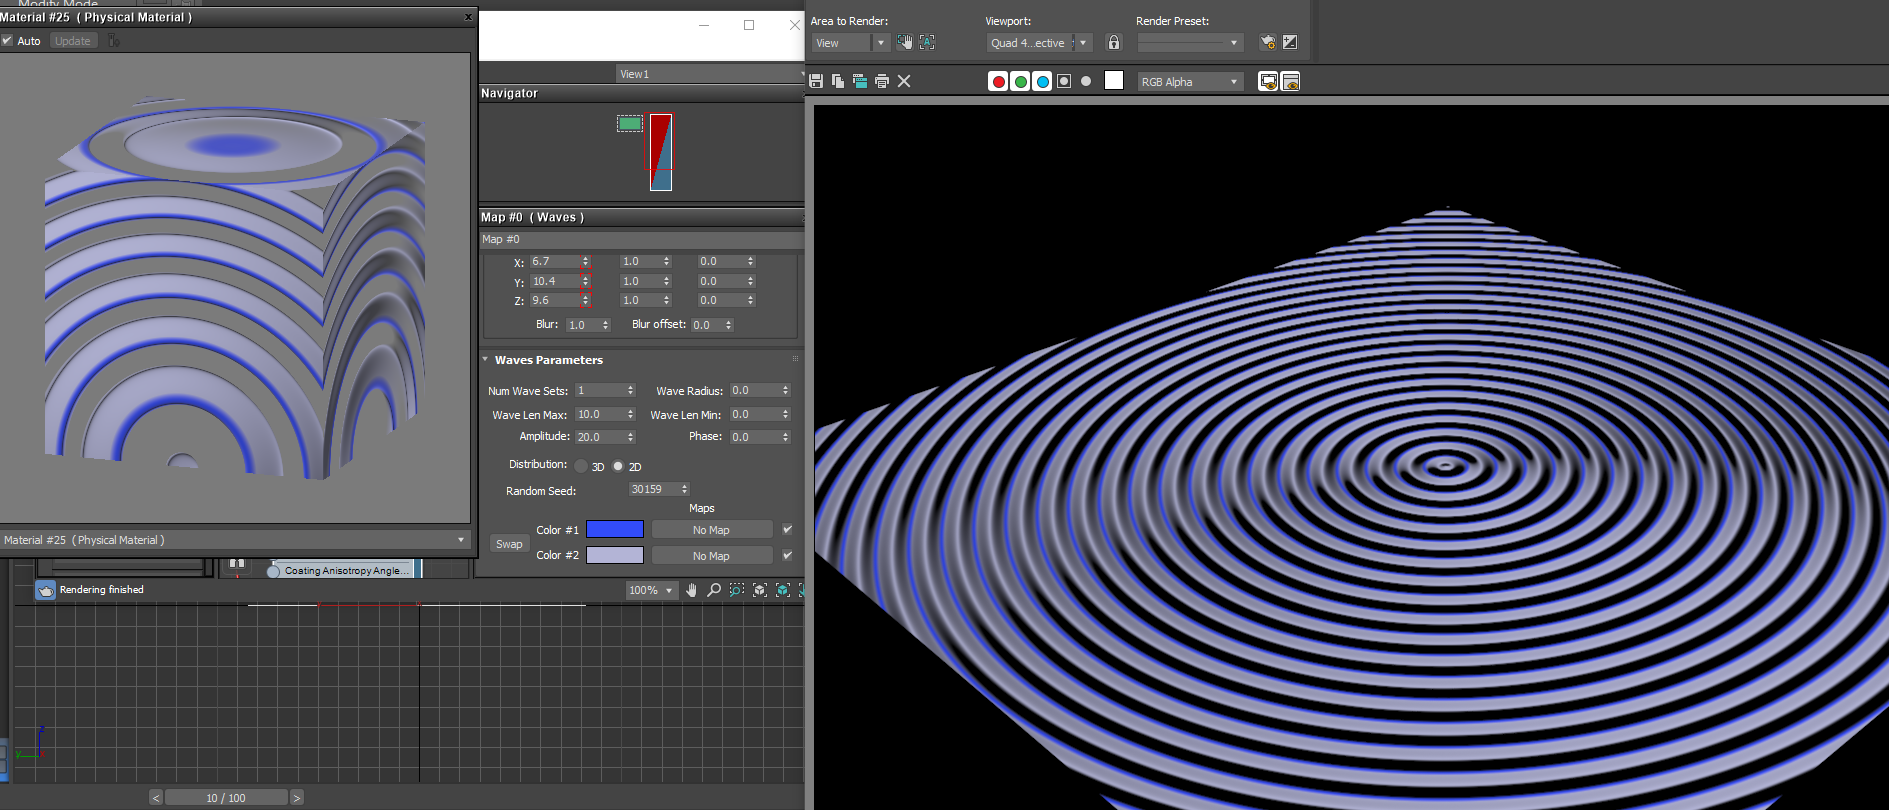 Modify Mode
Material #25 ( Physical Material )
x
Auto
Update
View1
Navigator
Map #0 ( Waves )
Map #0
X: 6.7 1.0 0.0
Y: 10.4 1.0 0.0
Z: 9.6 1.0 0.0
Blur: 1.0 Blur offset: 0.0
Waves Parameters
Num Wave Sets: 1 Wave Radius: 0.0
Wave Len Max: 10.0 Wave Len Min: 0.0
Amplitude: 20.0 Phase: 0.0
Distribution: 3D 2D
Random Seed: 30159
Maps
Color #1 No Map
Swap
Color #2 No Map
Material #25 ( Physical Material )
Coating Anisotropy Angle...
Rendering finished
100%
z
y
< 10 / 100 >
Area to Render:
View
Viewport:
Quad 4...ective
Render Preset:
RGB Alpha